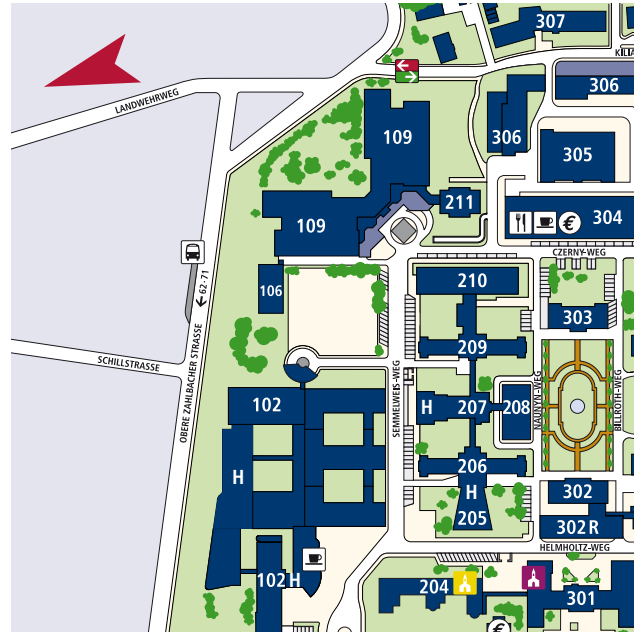 307
KILIA
LANDWEHRWEG
306
109
306
305
211
304
€
109
CZERNY-WEG
62-71
106
210
303
OBERE ZAHLBACHER STRASSE
SCHILLSTRASSE
209
SEMMELWEIS-WEG
NAUNYN-WEG
BILLROTH-WEG
102
H
207
208
206
H
H
302
205
302 R
HELMHOLTZ-WEG
102 H
204
301
€